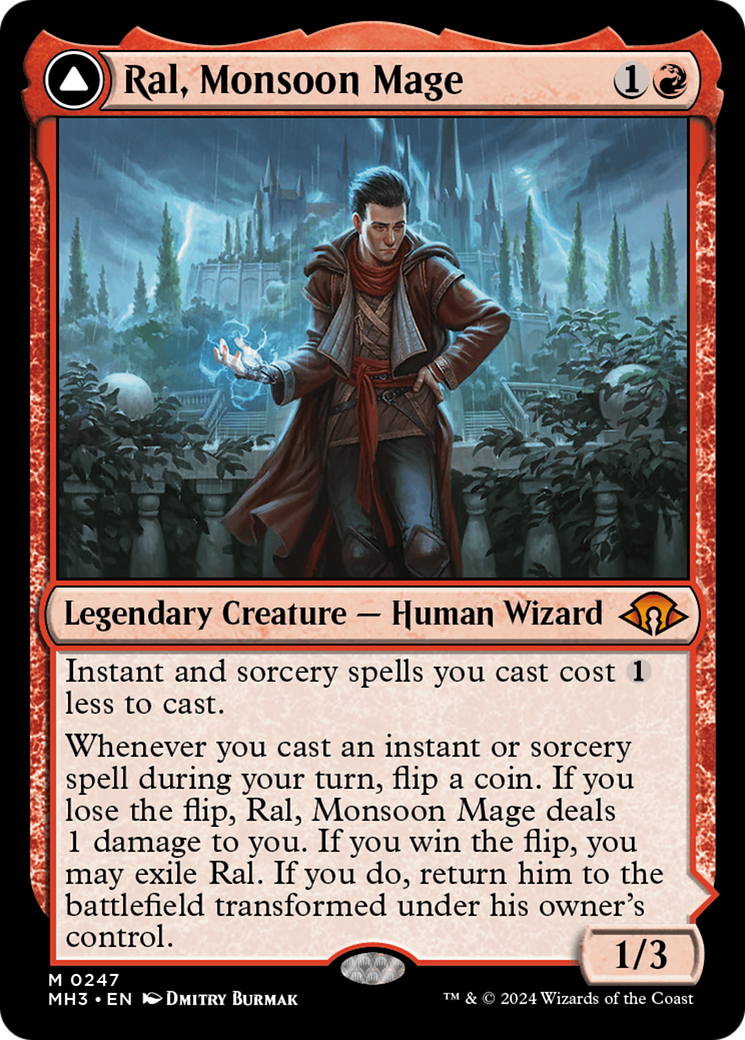 Ral, Monsoon Mage 1
Legendary Creature — Human Wizard
Instant and sorcery spells you cast cost 1
less to cast.
Whenever you cast an instant or sorcery
spell during your turn, flip a coin. If you
lose the flip, Ral, Monsoon Mage deals
1 damage to you. If you win the flip, you
may exile Ral. If you do, return him to the
battlefield transformed under his owner's
control.
1/3
M 0247
MH3 • EN Dmitry Burmak ™ & © 2024 Wizards of the Coast